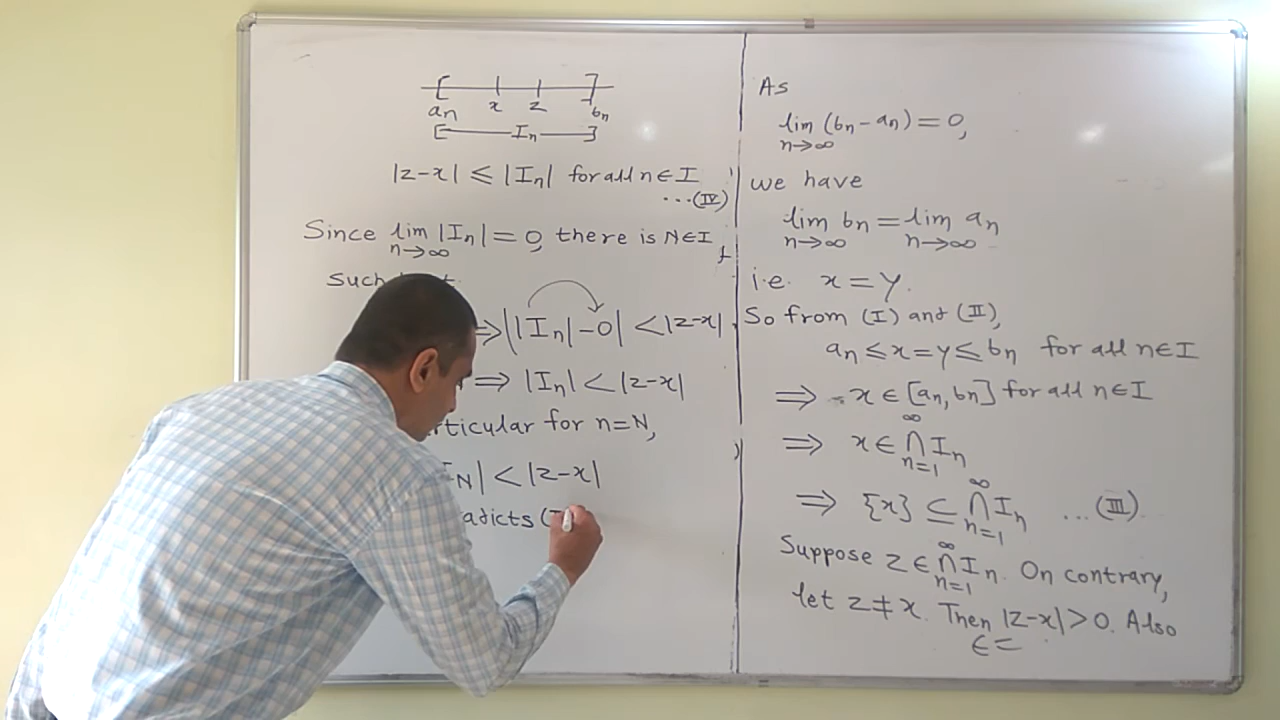 [ x z ]
an bn
[ In ]
|z-x| ≤ |In| for all n∈I
...(IV)
Since lim |In| = 0, there is N∈I
n→∞
Such
⇒ ||In|-0| < |z-x|
⇒ |In| < |z-x|
rticular for n=N,
N| < |z-x|
adicts (I
As
lim (bn-an) = 0,
n→∞
we have
lim bn = lim an
n→∞ n→∞
i.e. x = y.
So from (I) and (II),
an ≤ x = y ≤ bn for all n∈I
⇒ x ∈ [an, bn] for all n∈I
∞
⇒ x ∈ ∩ In
n=1
∞
⇒ {x} ⊆ ∩ In ... (III)
n=1
∞
Suppose z ∈ ∩ In. On contrary,
n=1
let z ≠ x. Then |z-x| > 0. Also
ϵ =